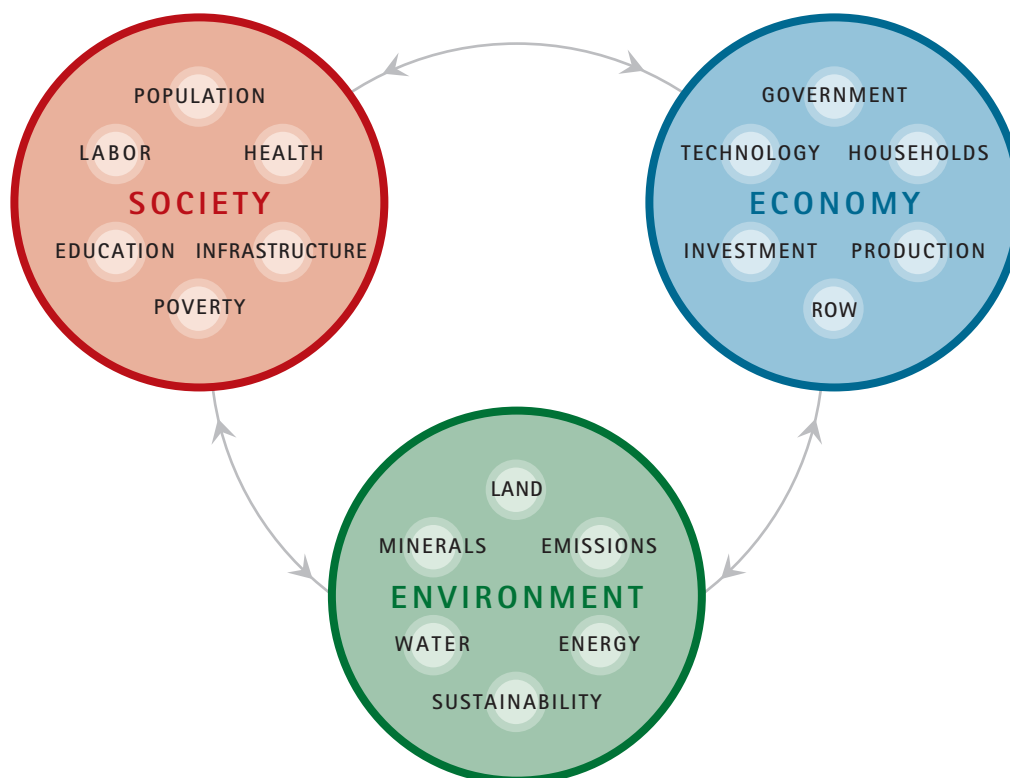 POPULATION
LABOR
HEALTH
SOCIETY
EDUCATION
INFRASTRUCTURE
POVERTY
GOVERNMENT
TECHNOLOGY
HOUSEHOLDS
ECONOMY
INVESTMENT
PRODUCTION
ROW
LAND
MINERALS
EMISSIONS
ENVIRONMENT
WATER
ENERGY
SUSTAINABILITY